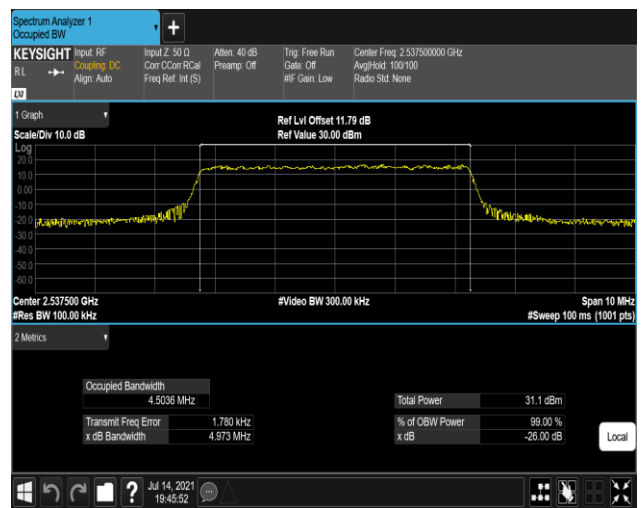 Spectrum Analyzer 1
Occupied BW
+
KEYSIGHT
RL
LXI
Input: RF
Coupling: DC
Align: Auto
Input Z: 50 Ω
Corr CCorr RCal
Freq Ref: Int (S)
Atten: 40 dB
Preamp: Off
Trig: Free Run
Gate: Off
#IF Gain: Low
Center Freq: 2.537500000 GHz
Avg|Hold: 100/100
Radio Std: None
1 Graph
Scale/Div 10.0 dB
Ref Lvl Offset 11.79 dB
Ref Value 30.00 dBm
Log
20.0
10.0
0.00
-10.0
-20.0
-30.0
-40.0
-50.0
-60.0
Center 2.537500 GHz
#Res BW 100.00 kHz
#Video BW 300.00 kHz
Span 10 MHz
#Sweep 100 ms (1001 pts)
2 Metrics
Occupied Bandwidth
4.5036 MHz
Transmit Freq Error 1.780 kHz
x dB Bandwidth 4.973 MHz
Total Power 31.1 dBm
% of OBW Power 99.00 %
x dB -26.00 dB
Local
?
Jul 14, 2021
19:45:52